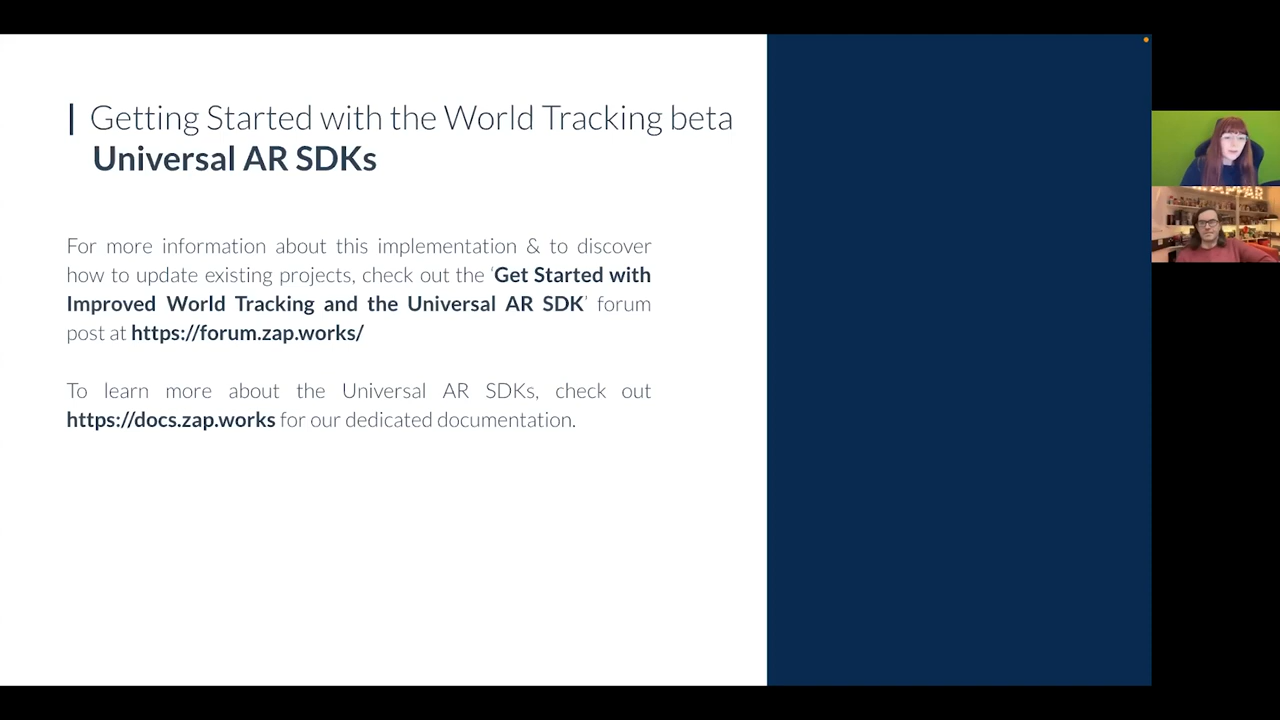 Getting Started with the World Tracking beta
Universal AR SDKs
For more information about this implementation & to discover
how to update existing projects, check out the ‘Get Started with
Improved World Tracking and the Universal AR SDK’ forum
post at https://forum.zap.works/
To learn more about the Universal AR SDKs, check out
https://docs.zap.works for our dedicated documentation.
ZAPPAR